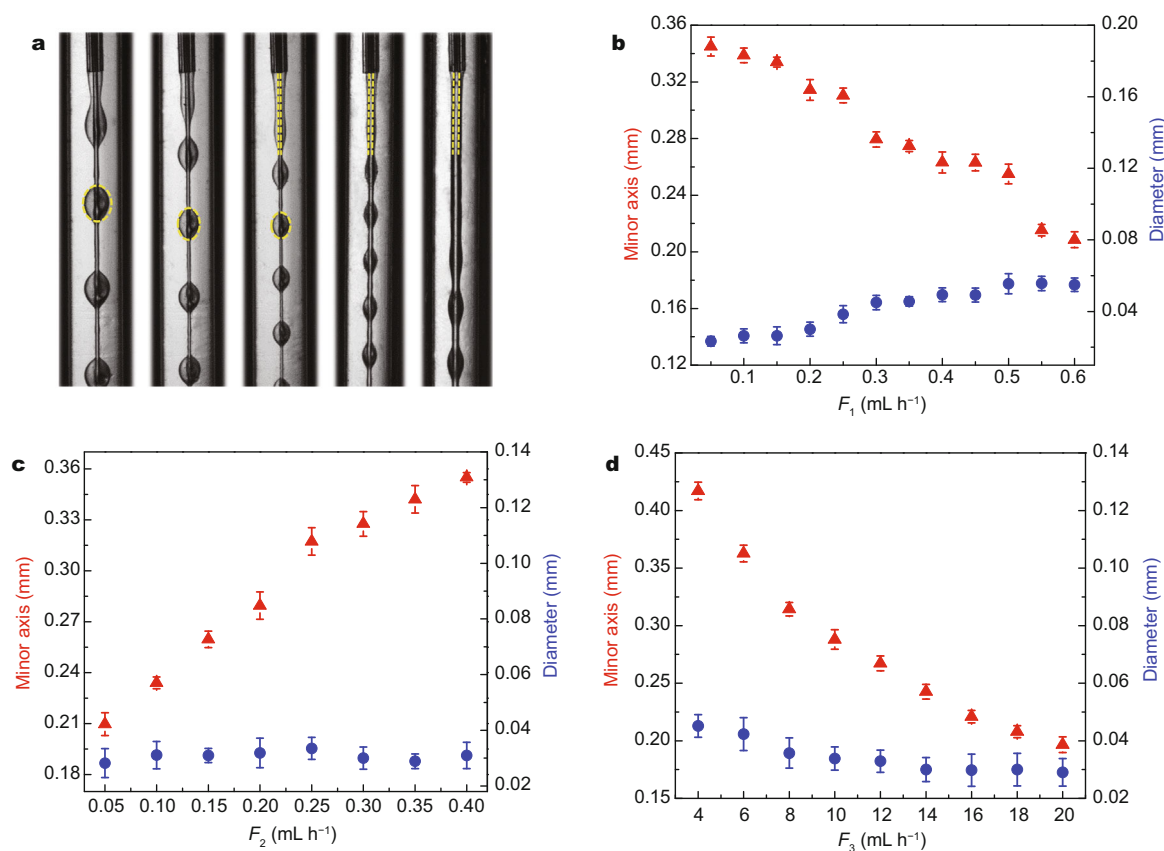 a
b
0.36
0.32
0.28
0.24
0.20
0.16
0.12
Minor axis (mm)
0.20
0.16
0.12
0.08
0.04
Diameter (mm)
0.1 0.2 0.3 0.4 0.5 0.6
F₁ (mL h⁻¹)
c
0.36
0.33
0.30
0.27
0.24
0.21
0.18
Minor axis (mm)
0.14
0.12
0.10
0.08
0.06
0.04
0.02
Diameter (mm)
0.05 0.10 0.15 0.20 0.25 0.30 0.35 0.40
F₂ (mL h⁻¹)
d
0.45
0.40
0.35
0.30
0.25
0.20
0.15
Minor axis (mm)
0.14
0.12
0.10
0.08
0.06
0.04
0.02
Diameter (mm)
4 6 8 10 12 14 16 18 20
F₃ (mL h⁻¹)